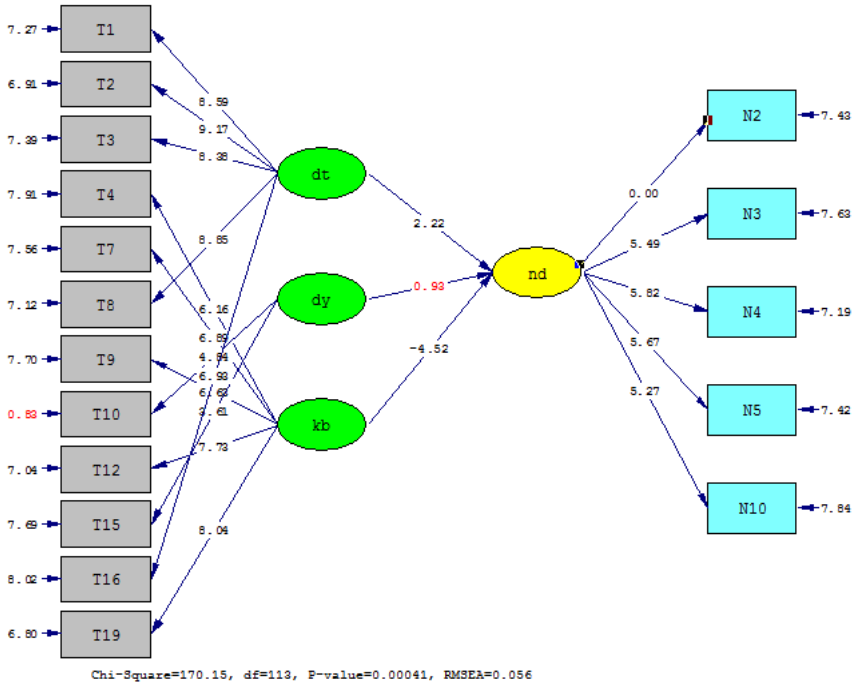 7.27 T1
6.91 T2
7.39 T3
7.91 T4
7.56 T7
7.12 T8
7.70 T9
0.83 T10
7.04 T12
7.69 T15
8.02 T16
6.80 T19
8.59
9.17
8.38
8.85
6.16
6.89
4.84
6.93
6.63
3.61
7.73
8.04
dt
dy
kb
2.22
0.93
-4.52
nd
0.00
5.49
5.82
5.67
5.27
N2 7.43
N3 7.63
N4 7.19
N5 7.42
N10 7.84
Chi-Square=170.15, df=113, P-value=0.00041, RMSEA=0.056